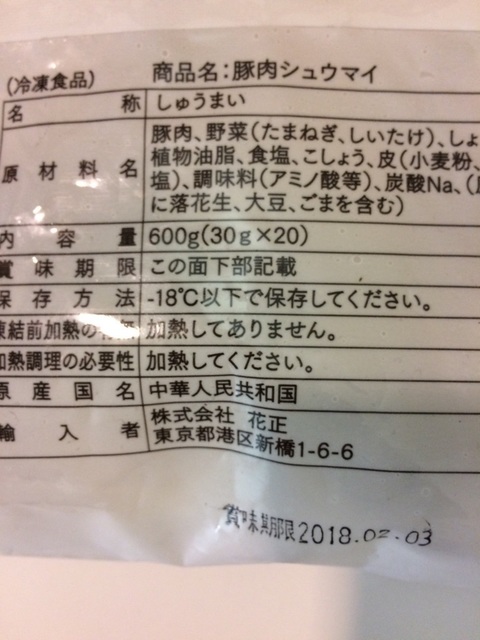 (冷凍食品) 商品名：豚肉シュウマイ
名 称 しゅうまい
原材料名 豚肉、野菜(たまねぎ、しいたけ)、しょ
植物油脂、食塩、こしょう、皮(小麦粉、
塩)、調味料(アミノ酸等)、炭酸Na、(
に落花生、大豆、ごまを含む)
内容量 600g(30g×20)
賞味期限 この面下部記載
保存方法 -18℃以下で保存してください。
凍結前加熱の 加熱してありません。
加熱調理の必要性 加熱してください。
原産国名 中華人民共和国
輸入者 株式会社 花正
東京都港区新橋1-6-6
賞味期限2018.02.03